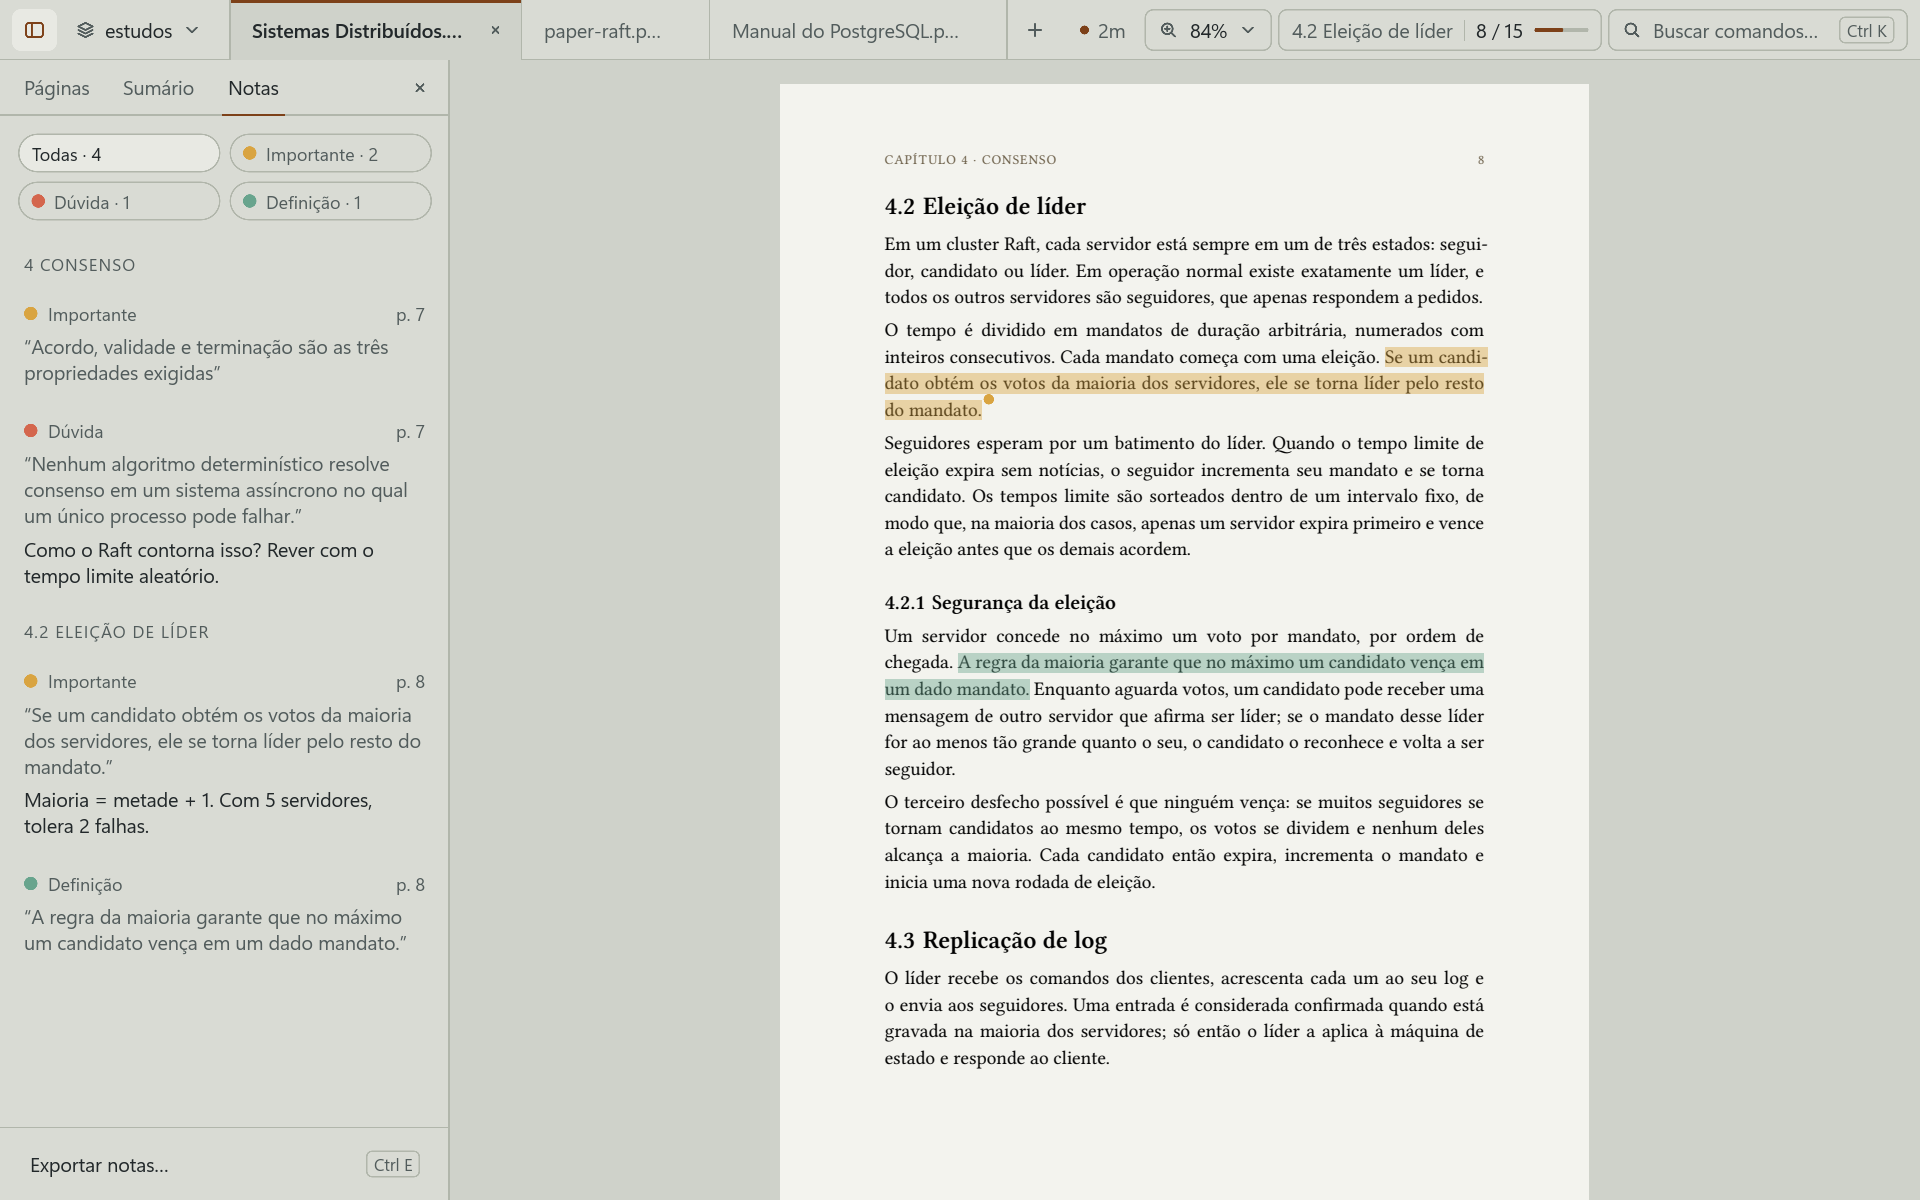 estudos
Sistemas Distribuídos....
×
paper-raft.p...
Manual do PostgreSQL.p...
+
2m
84%
4.2 Eleição de líder
8 / 15
Buscar comandos...
Ctrl K
Páginas
Sumário
Notas
×
Todas · 4
Importante · 2
Dúvida · 1
Definição · 1
4 CONSENSO
Importante
p. 7
“Acordo, validade e terminação são as três
propriedades exigidas”
Dúvida
p. 7
“Nenhum algoritmo determinístico resolve
consenso em um sistema assíncrono no qual
um único processo pode falhar.”
Como o Raft contorna isso? Rever com o
tempo limite aleatório.
4.2 ELEIÇÃO DE LÍDER
Importante
p. 8
“Se um candidato obtém os votos da maioria
dos servidores, ele se torna líder pelo resto do
mandato.”
Maioria = metade + 1. Com 5 servidores,
tolera 2 falhas.
Definição
p. 8
“A regra da maioria garante que no máximo
um candidato vença em um dado mandato.”
Exportar notas...
Ctrl E
CAPÍTULO 4 · CONSENSO
8
4.2 Eleição de líder
Em um cluster Raft, cada servidor está sempre em um de três estados: segui-
dor, candidato ou líder. Em operação normal existe exatamente um líder, e
todos os outros servidores são seguidores, que apenas respondem a pedidos.
O tempo é dividido em mandatos de duração arbitrária, numerados com
inteiros consecutivos. Cada mandato começa com uma eleição. Se um candi-
dato obtém os votos da maioria dos servidores, ele se torna líder pelo resto
do mandato.
Seguidores esperam por um batimento do líder. Quando o tempo limite de
eleição expira sem notícias, o seguidor incrementa seu mandato e se torna
candidato. Os tempos limite são sorteados dentro de um intervalo fixo, de
modo que, na maioria dos casos, apenas um servidor expira primeiro e vence
a eleição antes que os demais acordem.
4.2.1 Segurança da eleição
Um servidor concede no máximo um voto por mandato, por ordem de
chegada. A regra da maioria garante que no máximo um candidato vença em
um dado mandato. Enquanto aguarda votos, um candidato pode receber uma
mensagem de outro servidor que afirma ser líder; se o mandato desse líder
for ao menos tão grande quanto o seu, o candidato o reconhece e volta a ser
seguidor.
O terceiro desfecho possível é que ninguém vença: se muitos seguidores se
tornam candidatos ao mesmo tempo, os votos se dividem e nenhum deles
alcança a maioria. Cada candidato então expira, incrementa o mandato e
inicia uma nova rodada de eleição.
4.3 Replicação de log
O líder recebe os comandos dos clientes, acrescenta cada um ao seu log e
o envia aos seguidores. Uma entrada é considerada confirmada quando está
gravada na maioria dos servidores; só então o líder a aplica à máquina de
estado e responde ao cliente.